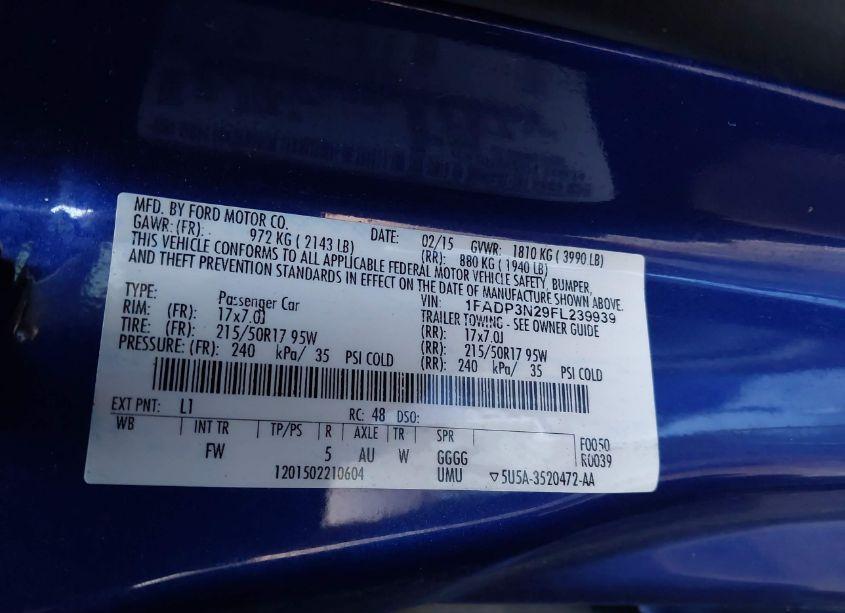 MFD. BY FORD MOTOR CO.
DATE: 02/15 GVWR: 1810 KG ( 3990 LB)
GAWR: (FR): 972 KG ( 2143 LB) (RR): 880 KG ( 1940 LB)
THIS VEHICLE CONFORMS TO ALL APPLICABLE FEDERAL MOTOR VEHICLE SAFETY, BUMPER,
AND THEFT PREVENTION STANDARDS IN EFFECT ON THE DATE OF MANUFACTURE SHOWN ABOVE.
VIN: 1FADP3N29FL239939
TYPE: Passenger Car TRAILER TOWING - SEE OWNER GUIDE
RIM: (FR): 17x7.0J (RR): 17x7.0J
TIRE: (FR): 215/50R17 95W (RR): 215/50R17 95W
PRESSURE: (FR): 240 kPa/ 35 PSI COLD (RR): 240 kPa/ 35 PSI COLD
EXT PNT: L1 RC: 48 DSO:
WB INT TR TP/PS R AXLE TR SPR F0050
FW 5 AU W GGGG R0039
1201502210604 UMU ▽5U5A-3520472-AA